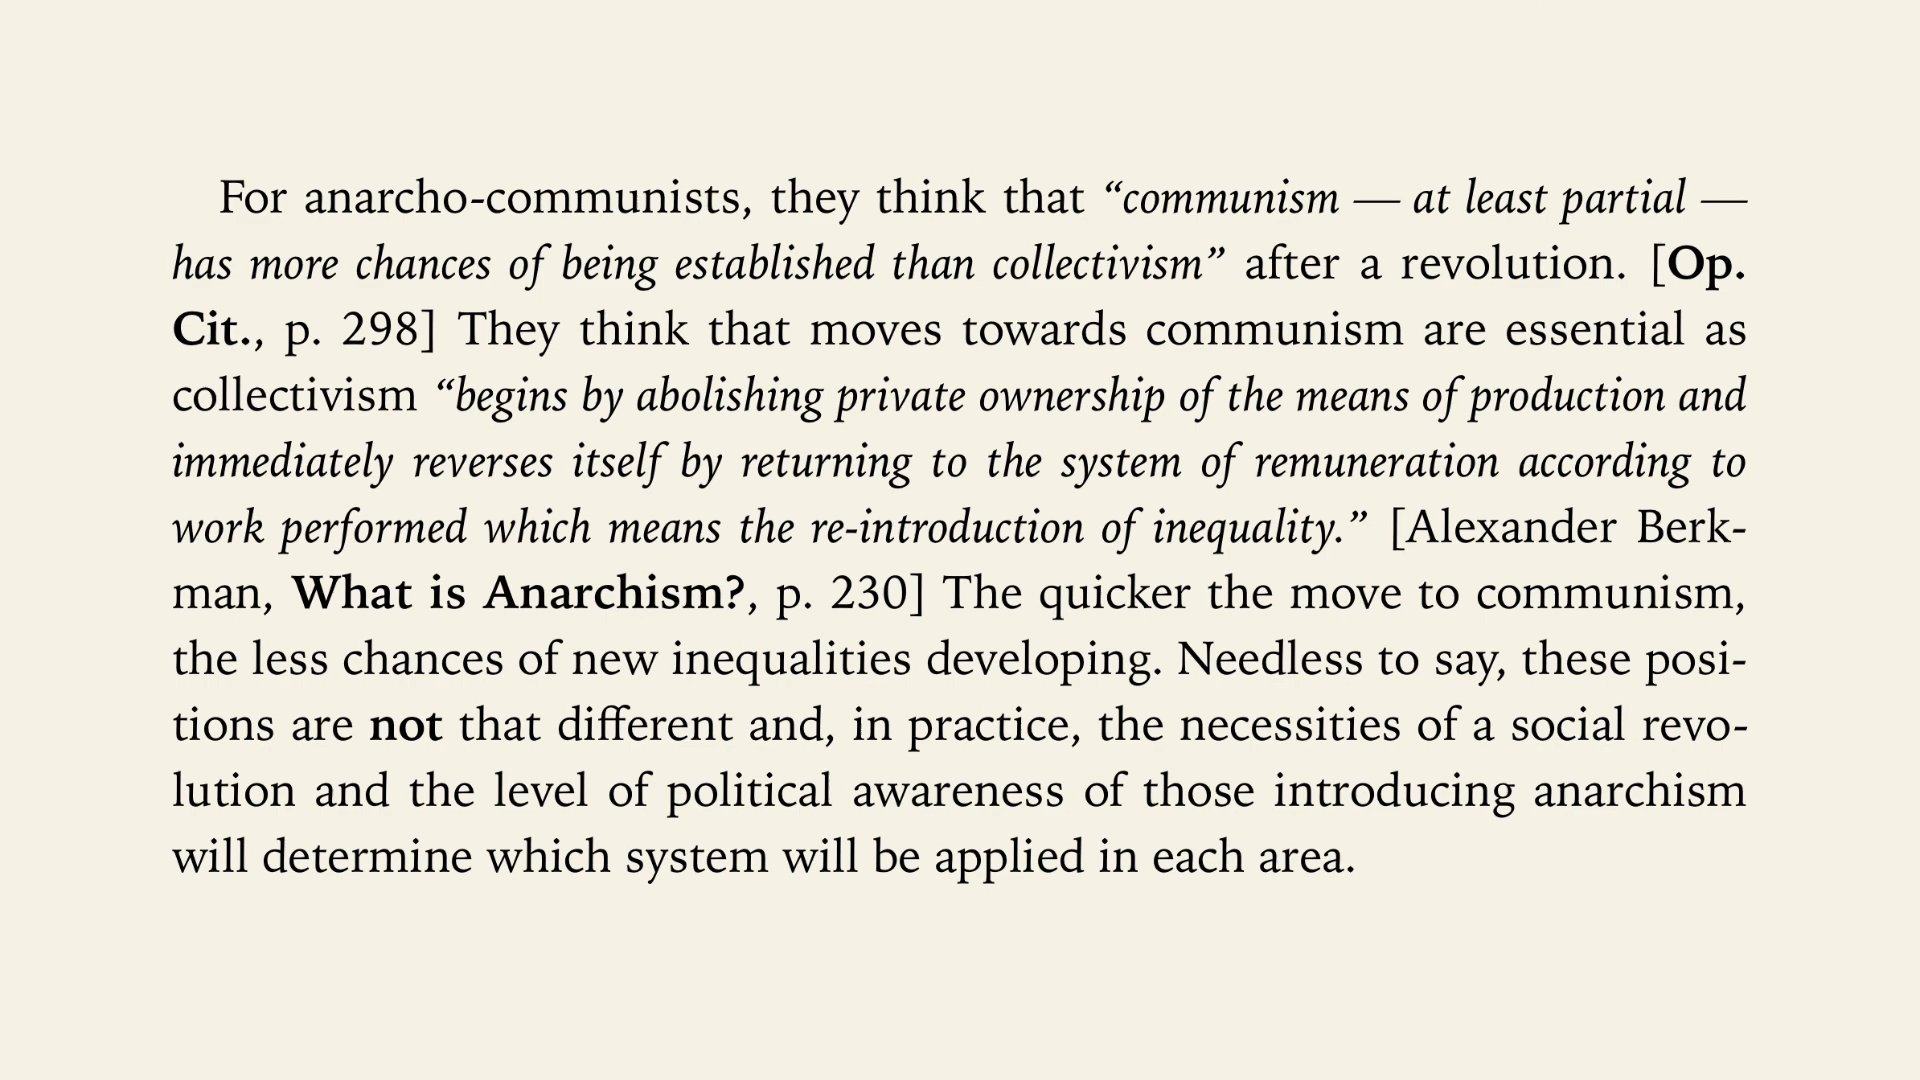 For anarcho-communists, they think that “communism — at least partial —
has more chances of being established than collectivism” after a revolution. [Op.
Cit., p. 298] They think that moves towards communism are essential as
collectivism “begins by abolishing private ownership of the means of production and
immediately reverses itself by returning to the system of remuneration according to
work performed which means the re-introduction of inequality.” [Alexander Berk-
man, What is Anarchism?, p. 230] The quicker the move to communism,
the less chances of new inequalities developing. Needless to say, these posi-
tions are not that different and, in practice, the necessities of a social revo-
lution and the level of political awareness of those introducing anarchism
will determine which system will be applied in each area.